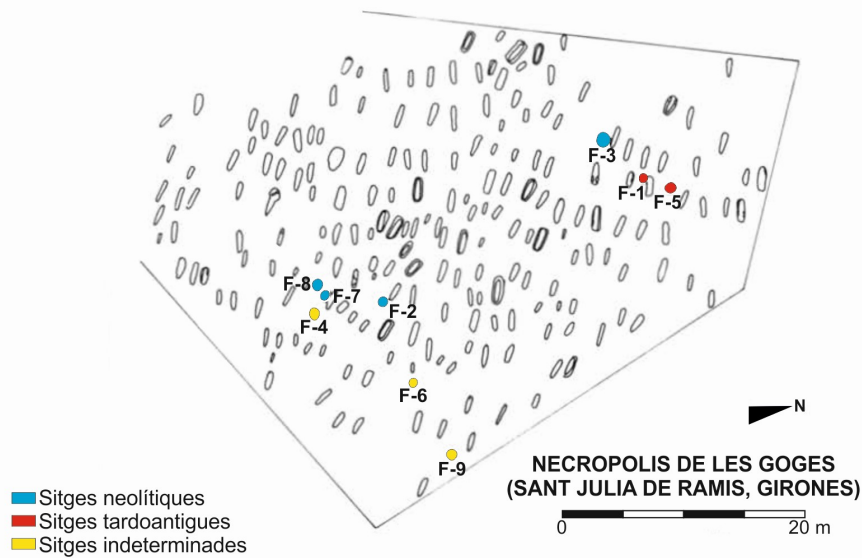 F-3
F-1
F-5
F-8
F-7
F-2
F-4
F-6
F-9
N
NECROPOLIS DE LES GOGES
(SANT JULIA DE RAMIS, GIRONES)
0 20 m
Sitges neolítiques
Sitges tardoantigues
Sitges indeterminades